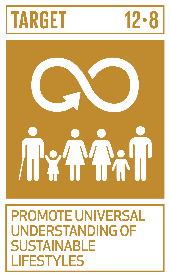 TARGET 12·8
PROMOTE UNIVERSAL
UNDERSTANDING OF
SUSTAINABLE
LIFESTYLES